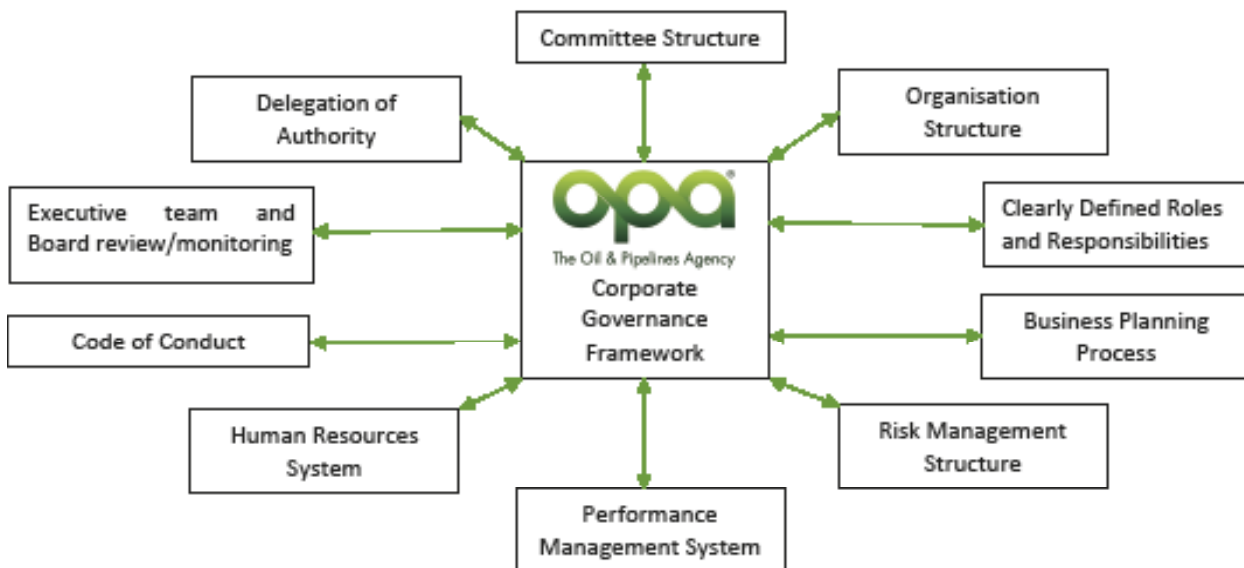 Committee Structure
Delegation of
Authority
Organisation
Structure
Executive team and
Board review/monitoring
opa®
The Oil & Pipelines Agency
Corporate
Governance
Framework
Clearly Defined Roles
and Responsibilities
Code of Conduct
Business Planning
Process
Human Resources
System
Risk Management
Structure
Performance
Management System